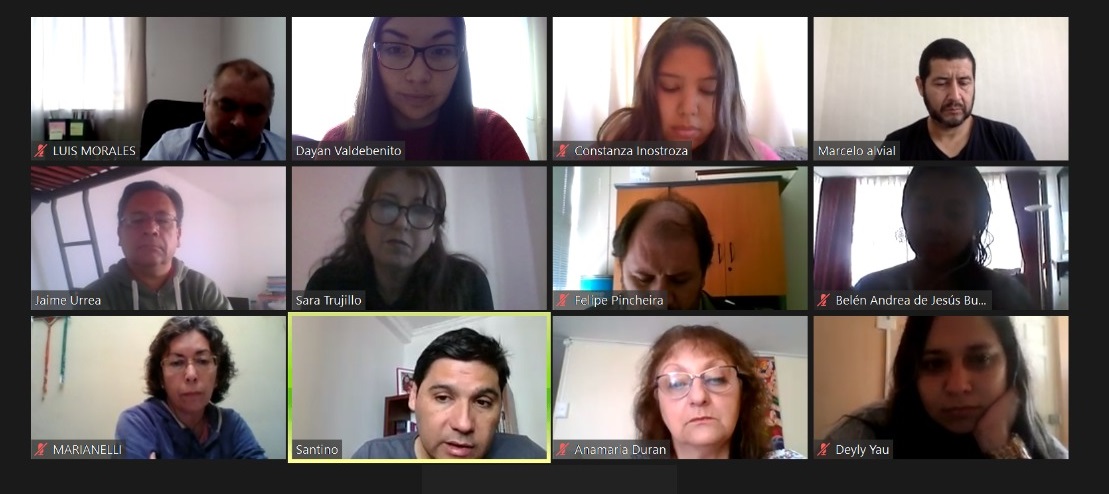 LUIS MORALES
Dayan Valdebenito
Constanza Inostroza
Marcelo alvial
Jaime Urrea
Sara Trujillo
Felipe Pincheira
Belén Andrea de Jesús Bu...
MARIANELLI
Santino
Anamaria Duran
Deyly Yau